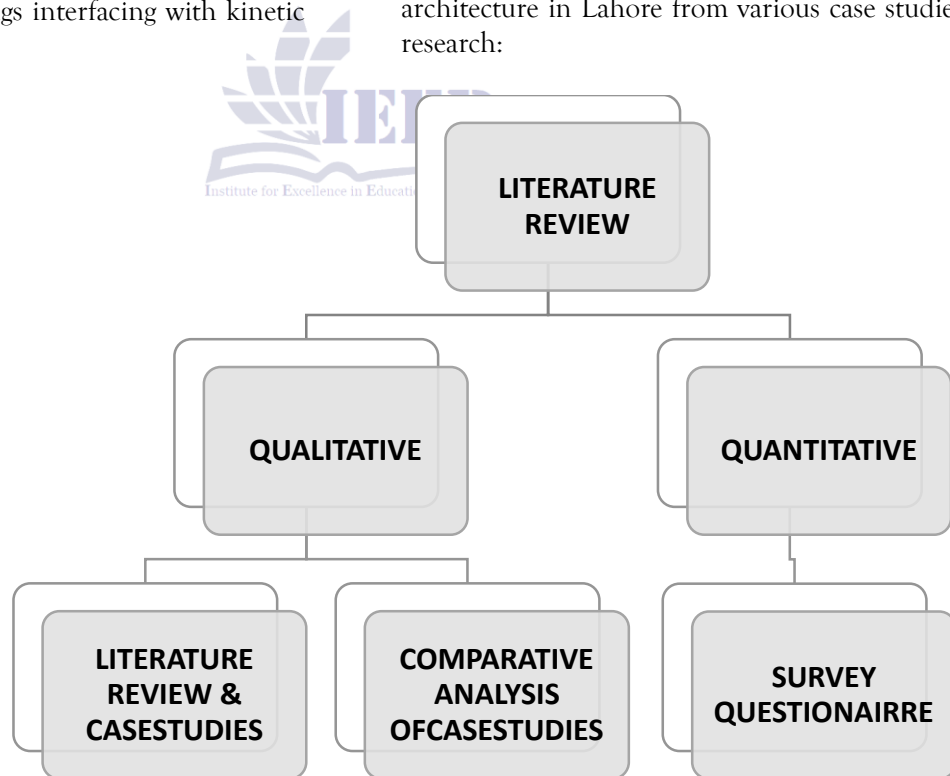 gs interfacing with kinetic
architecture in Lahore from various case studie
research:
Institute for Excellence in Educati
LITERATURE
REVIEW
QUALITATIVE
QUANTITATIVE
LITERATURE
REVIEW &
CASESTUDIES
COMPARATIVE
ANALYSIS
OFCASESTUDIES
SURVEY
QUESTIONAIRRE